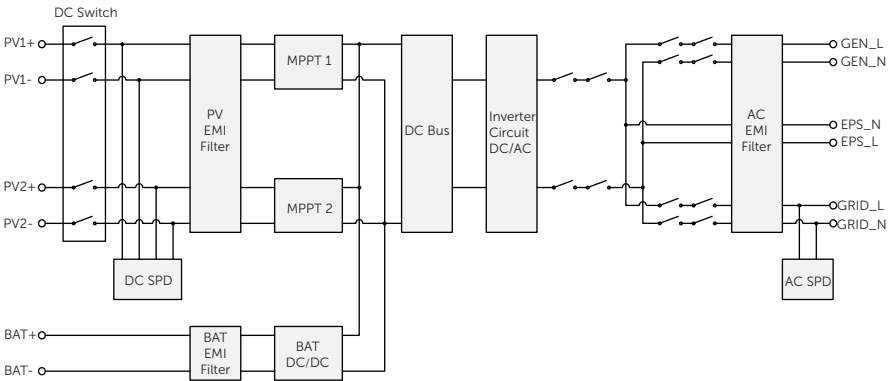 DC Switch
PV1+
PV1-
PV2+
PV2-
PV
EMI
Filter
MPPT 1
MPPT 2
DC Bus
Inverter
Circuit
DC/AC
AC
EMI
Filter
GEN_L
GEN_N
EPS_N
EPS_L
GRID_L
GRID_N
DC SPD
AC SPD
BAT+
BAT-
BAT
EMI
Filter
BAT
DC/DC